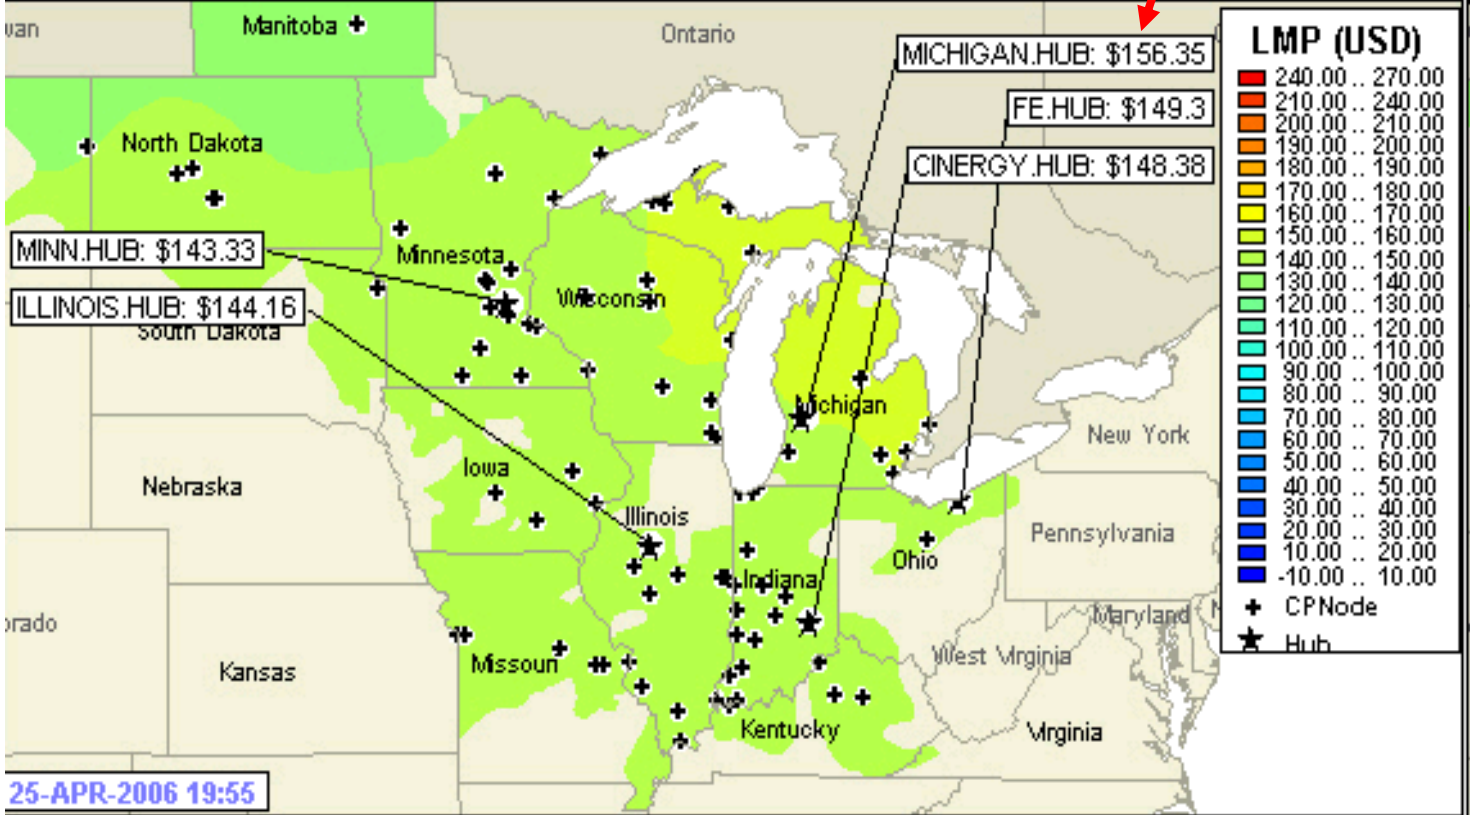 van
Manitoba
Ontario
MICHIGAN.HUB: $156.35
FE.HUB: $149.3
CINERGY.HUB: $148.38
North Dakota
MINN.HUB: $143.33
Minnesota
ILLINOIS.HUB: $144.16
Wisconsin
South Dakota
Michigan
New York
Iowa
Nebraska
Illinois
Pennsylvania
Ohio
Indiana
orado
Maryland
Kansas
Missouri
West Virginia
Kentucky
Virginia
25-APR-2006 19:55
LMP (USD)
240.00 .. 270.00
210.00 .. 240.00
200.00 .. 210.00
190.00 .. 200.00
180.00 .. 190.00
170.00 .. 180.00
160.00 .. 170.00
150.00 .. 160.00
140.00 .. 150.00
130.00 .. 140.00
120.00 .. 130.00
110.00 .. 120.00
100.00 .. 110.00
90.00 .. 100.00
80.00 .. 90.00
70.00 .. 80.00
60.00 .. 70.00
50.00 .. 60.00
40.00 .. 50.00
30.00 .. 40.00
20.00 .. 30.00
10.00 .. 20.00
-10.00 .. 10.00
CPNode
Hub